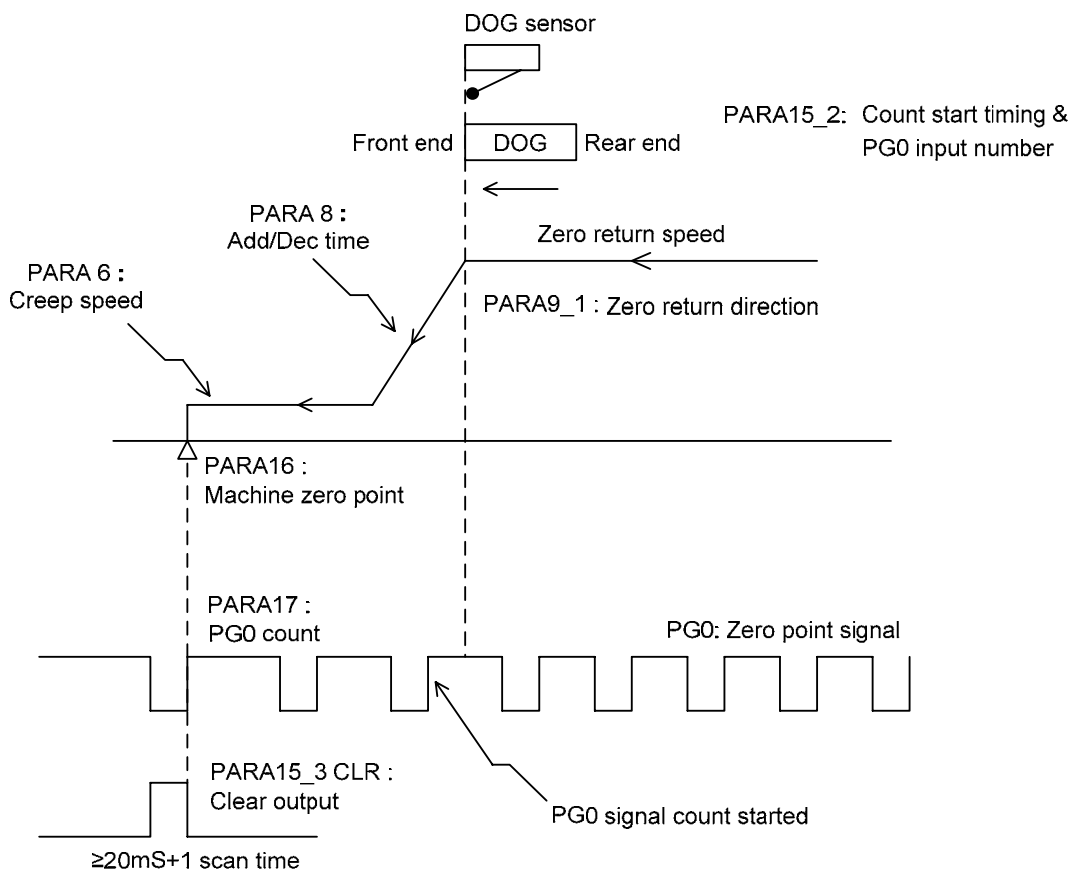 DOG sensor
PARA15_2: Count start timing &
PG0 input number
Front end
DOG
Rear end
PARA 8 :
Add/Dec time
Zero return speed
PARA 6 :
Creep speed
PARA9_1 : Zero return direction
PARA16 :
Machine zero point
PARA17 :
PG0 count
PG0: Zero point signal
PARA15_3 CLR :
Clear output
PG0 signal count started
≥20mS+1 scan time